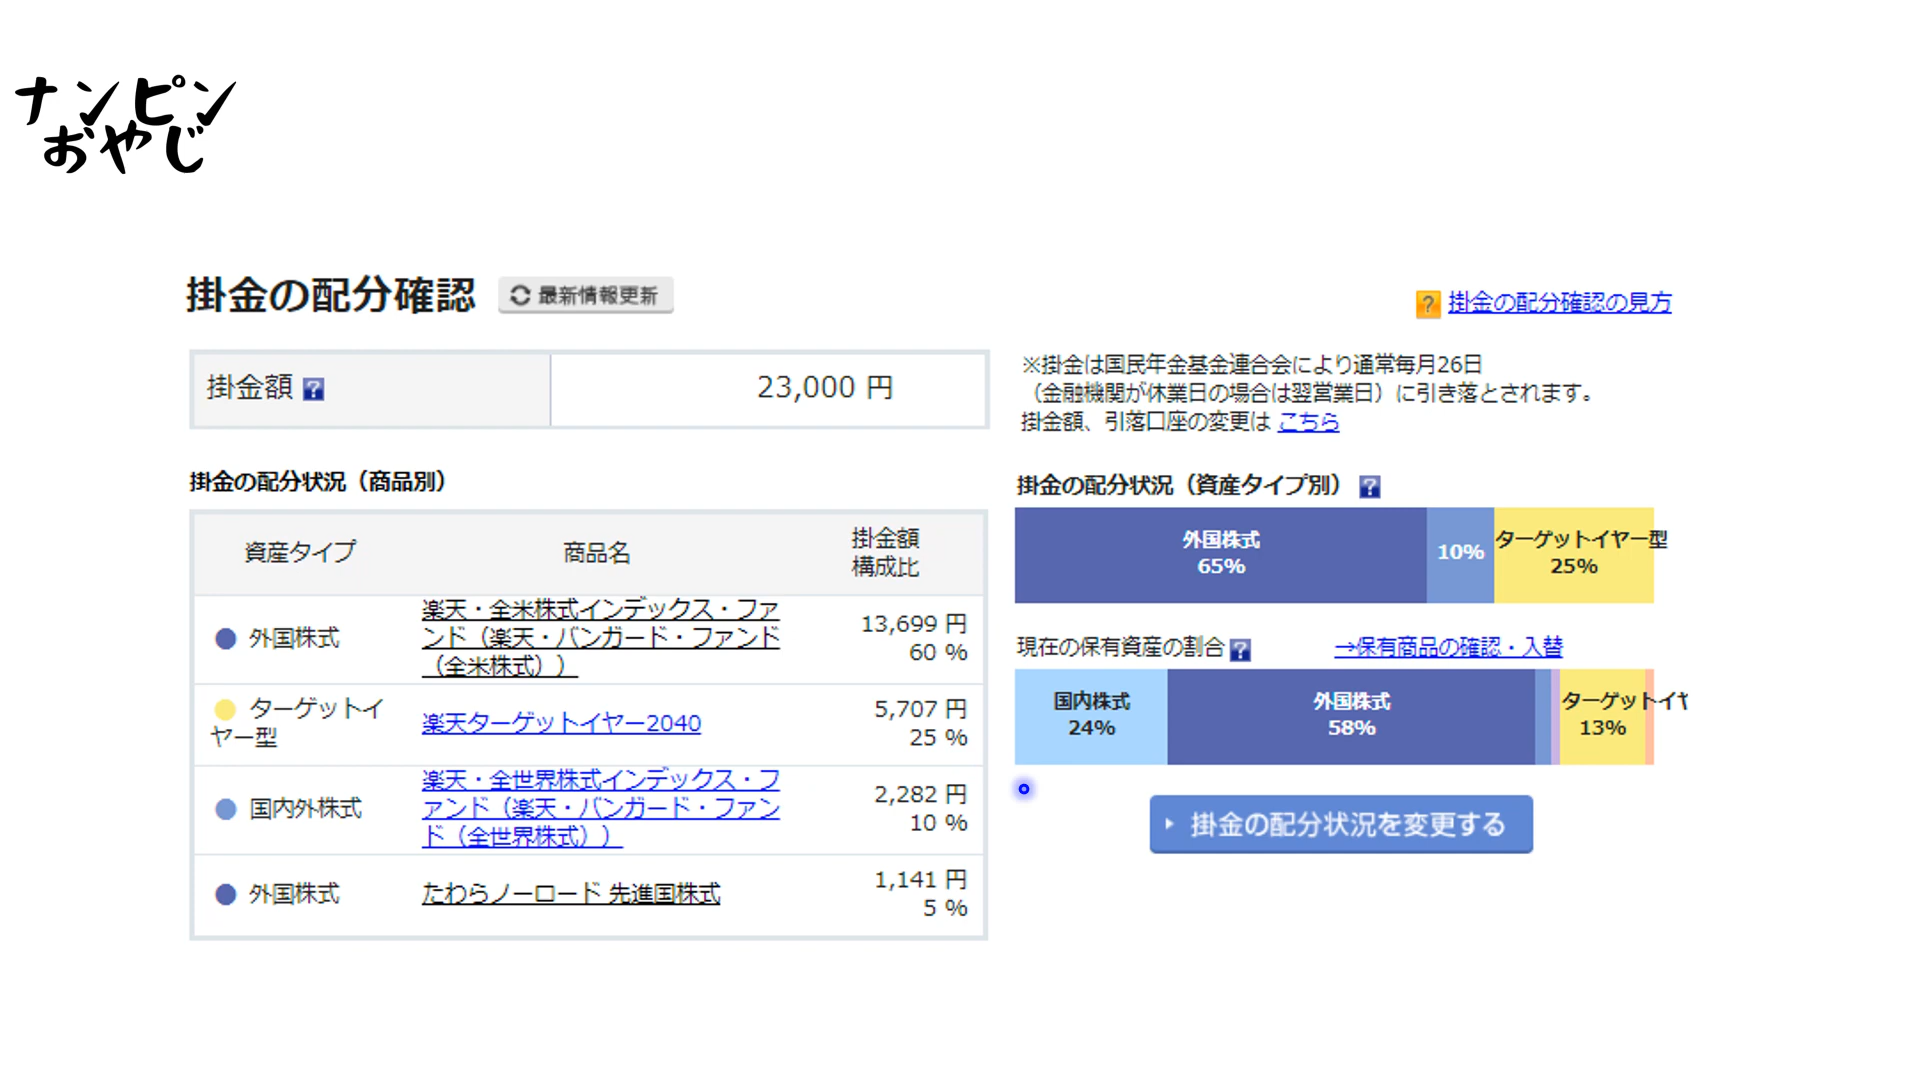 ナンピン
おやじ
掛金の配分確認
最新情報更新
掛金の配分確認の見方
掛金額
23,000 円
※掛金は国民年金基金連合会により通常毎月26日
（金融機関が休業日の場合は翌営業日）に引き落とされます。
掛金額、引落口座の変更は こちら
掛金の配分状況（商品別）
資産タイプ 商品名 掛金額
構成比
外国株式
楽天・全米株式インデックス・ファ
ンド（楽天・バンガード・ファンド
（全米株式））
13,699 円
60 %
ターゲットイ
ヤー型
楽天ターゲットイヤー2040
5,707 円
25 %
国内外株式
楽天・全世界株式インデックス・フ
ァンド（楽天・バンガード・ファン
ド（全世界株式））
2,282 円
10 %
外国株式
たわらノーロード 先進国株式
1,141 円
5 %
掛金の配分状況（資産タイプ別）
外国株式
65%
10%
ターゲットイヤー型
25%
現在の保有資産の割合
→保有商品の確認・入替
国内株式
24%
外国株式
58%
ターゲットイヤ
13%
掛金の配分状況を変更する